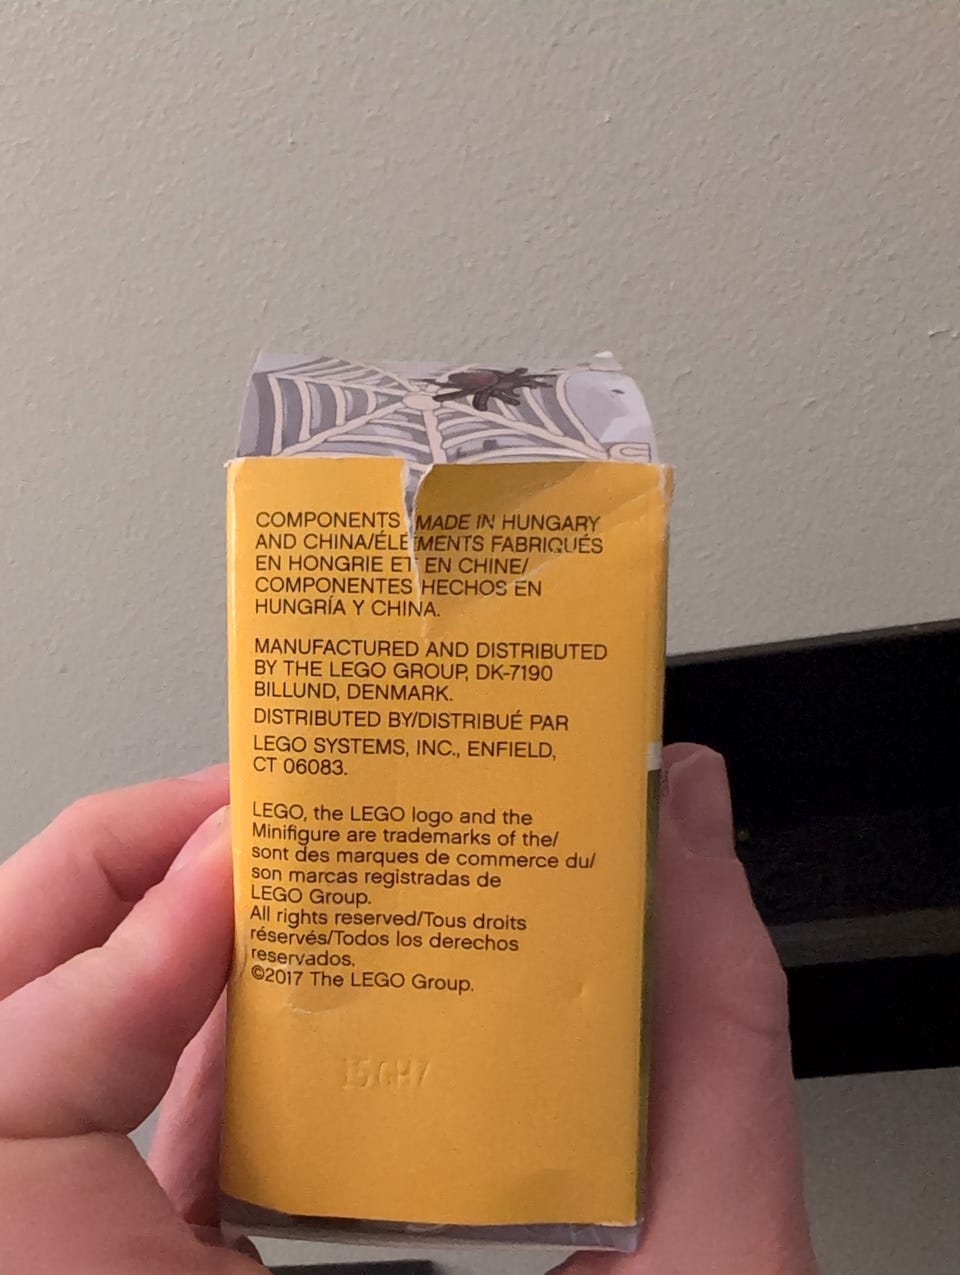 COMPONENTS MADE IN HUNGARY
AND CHINA/ÉLÉMENTS FABRIQUÉS
EN HONGRIE ET EN CHINE/
COMPONENTES HECHOS EN
HUNGRÍA Y CHINA.
MANUFACTURED AND DISTRIBUTED
BY THE LEGO GROUP, DK-7190
BILLUND, DENMARK.
DISTRIBUTED BY/DISTRIBUÉ PAR
LEGO SYSTEMS, INC., ENFIELD,
CT 06083.
LEGO, the LEGO logo and the
Minifigure are trademarks of the/
sont des marques de commerce du/
son marcas registradas de
LEGO Group.
All rights reserved/Tous droits
réservés/Todos los derechos
reservados.
©2017 The LEGO Group.